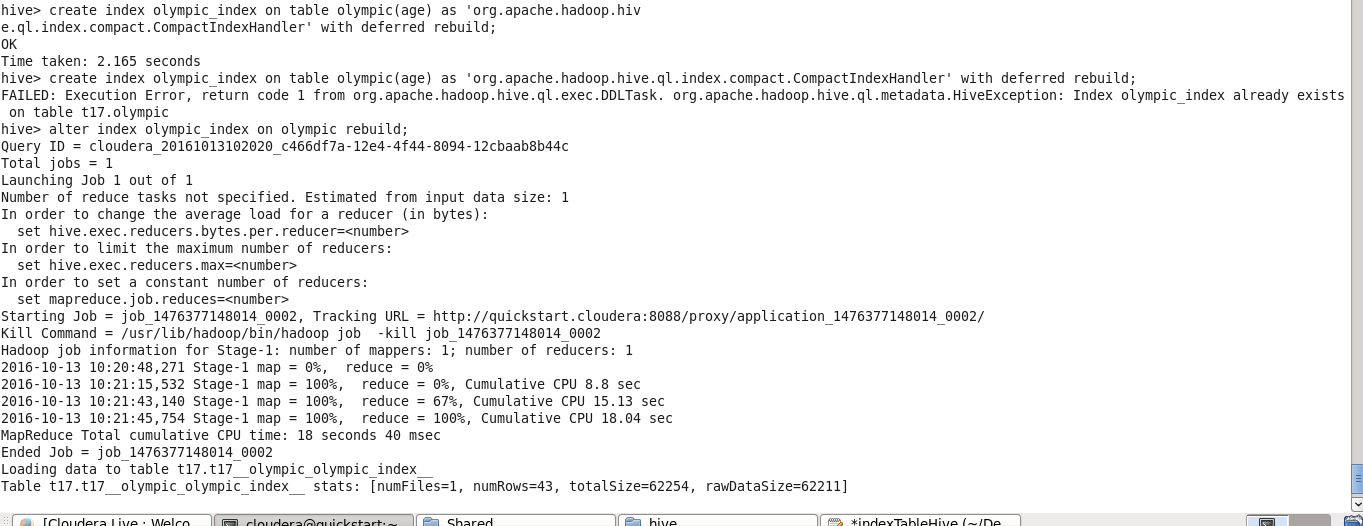 hive> create index olympic_index on table olympic(age) as 'org.apache.hadoop.hiv
e.ql.index.compact.CompactIndexHandler' with deferred rebuild;
OK
Time taken: 2.165 seconds
hive> create index olympic_index on table olympic(age) as 'org.apache.hadoop.hive.ql.index.compact.CompactIndexHandler' with deferred rebuild;
FAILED: Execution Error, return code 1 from org.apache.hadoop.hive.ql.exec.DDLTask. org.apache.hadoop.hive.ql.metadata.HiveException: Index olympic_index already exists
 on table t17.olympic
hive> alter index olympic_index on olympic rebuild;
Query ID = cloudera_20161013102020_c466df7a-12e4-4f44-8094-12cbaab8b44c
Total jobs = 1
Launching Job 1 out of 1
Number of reduce tasks not specified. Estimated from input data size: 1
In order to change the average load for a reducer (in bytes):
  set hive.exec.reducers.bytes.per.reducer=<number>
In order to limit the maximum number of reducers:
  set hive.exec.reducers.max=<number>
In order to set a constant number of reducers:
  set mapreduce.job.reduces=<number>
Starting Job = job_1476377148014_0002, Tracking URL = http://quickstart.cloudera:8088/proxy/application_1476377148014_0002/
Kill Command = /usr/lib/hadoop/bin/hadoop job  -kill job_1476377148014_0002
Hadoop job information for Stage-1: number of mappers: 1; number of reducers: 1
2016-10-13 10:20:48,271 Stage-1 map = 0%,  reduce = 0%
2016-10-13 10:21:15,532 Stage-1 map = 100%,  reduce = 0%, Cumulative CPU 8.8 sec
2016-10-13 10:21:43,140 Stage-1 map = 100%,  reduce = 67%, Cumulative CPU 15.13 sec
2016-10-13 10:21:45,754 Stage-1 map = 100%,  reduce = 100%, Cumulative CPU 18.04 sec
MapReduce Total cumulative CPU time: 18 seconds 40 msec
Ended Job = job_1476377148014_0002
Loading data to table t17.t17__olympic_olympic_index__
Table t17.t17__olympic_olympic_index__ stats: [numFiles=1, numRows=43, totalSize=62254, rawDataSize=62211]
[Cloudera Live : Welco... cloudera@quickstart:~ Shared hive *indexTableHive (~/De...